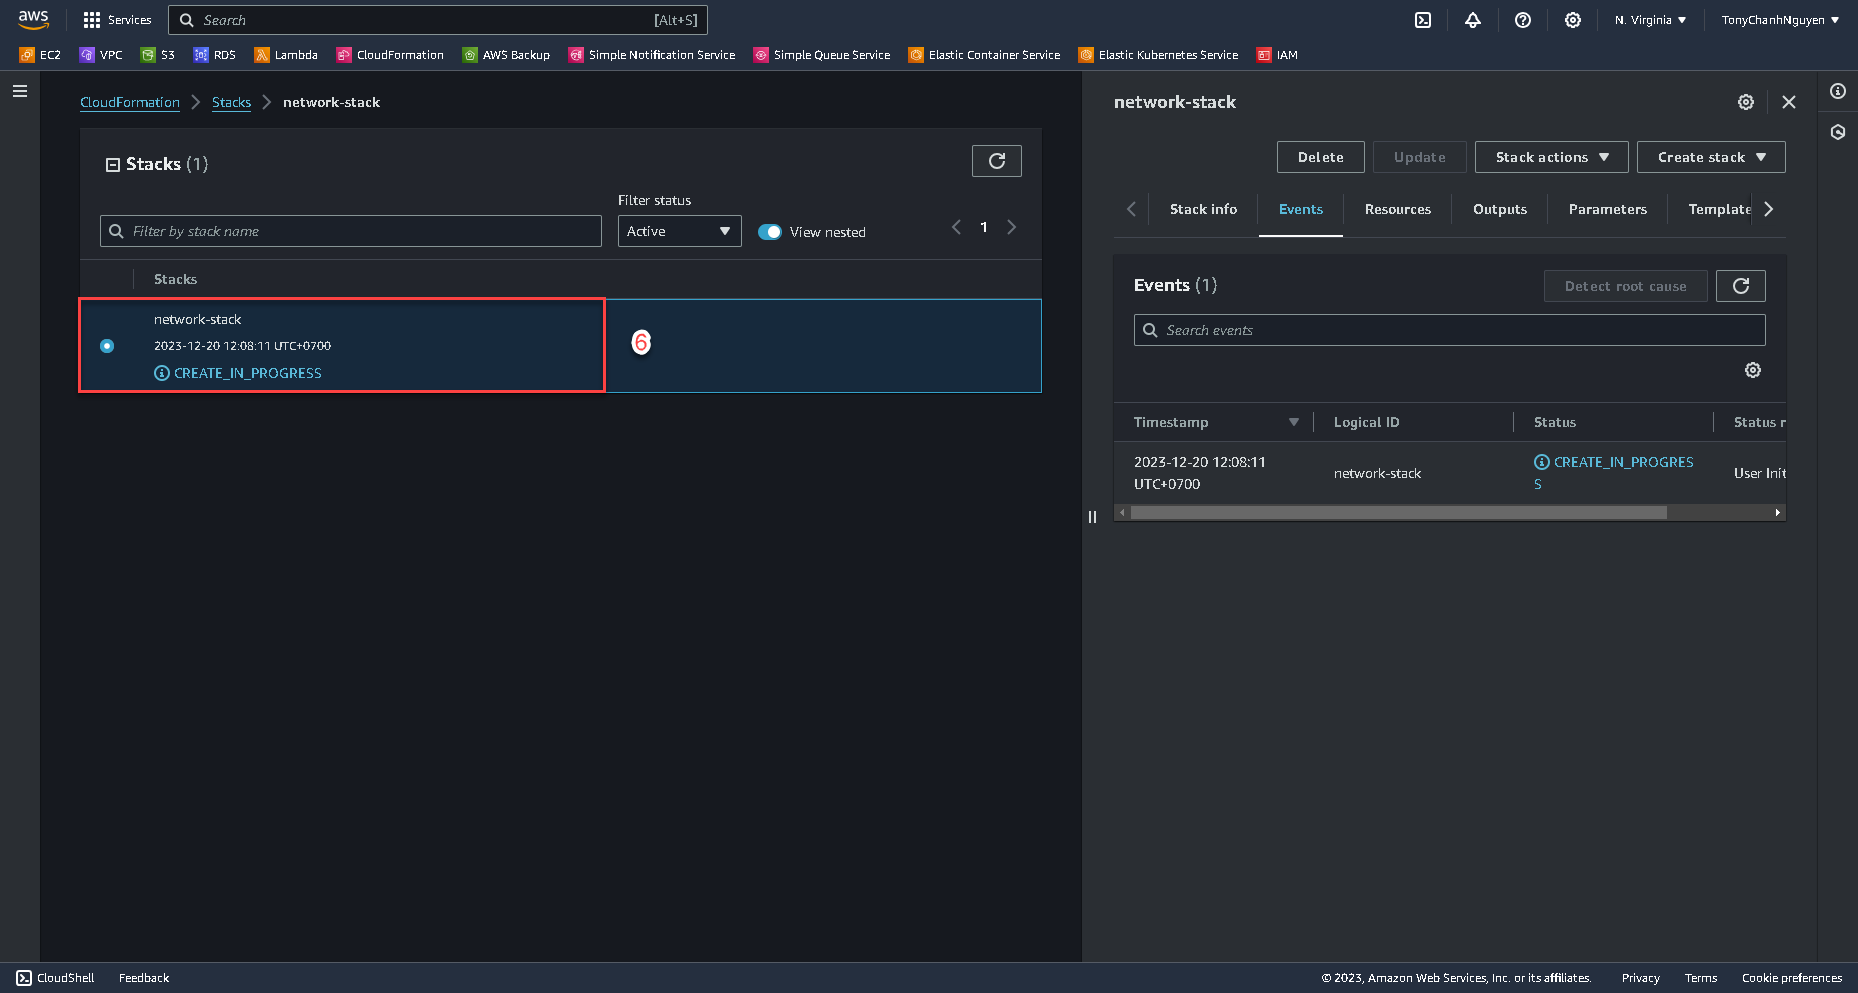 aws
Services
Search
[Alt+S]
N. Virginia
TonyChanhNguyen
EC2
VPC
S3
RDS
Lambda
CloudFormation
AWS Backup
Simple Notification Service
Simple Queue Service
Elastic Container Service
Elastic Kubernetes Service
IAM
CloudFormation
Stacks
network-stack
Stacks (1)
Filter status
Filter by stack name
Active
View nested
1
Stacks
network-stack
2023-12-20 12:08:11 UTC+0700
CREATE_IN_PROGRESS
6
network-stack
Delete
Update
Stack actions
Create stack
Stack info
Events
Resources
Outputs
Parameters
Template
Events (1)
Detect root cause
Search events
Timestamp
Logical ID
Status
Status r
2023-12-20 12:08:11
UTC+0700
network-stack
CREATE_IN_PROGRES
S
User Init
CloudShell
Feedback
© 2023, Amazon Web Services, Inc. or its affiliates.
Privacy
Terms
Cookie preferences